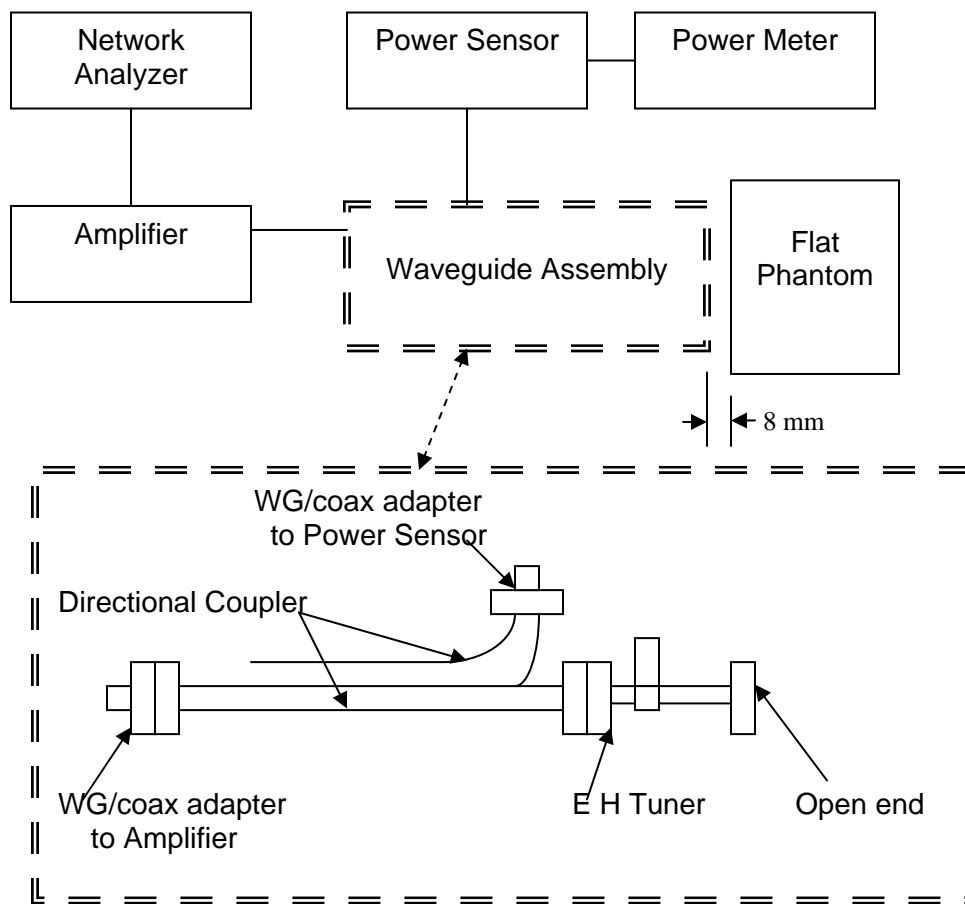 Network
Analyzer
Power Sensor
Power Meter
Amplifier
Waveguide Assembly
Flat
Phantom
8 mm
WG/coax adapter
to Power Sensor
Directional Coupler
WG/coax adapter
to Amplifier
E H Tuner
Open end